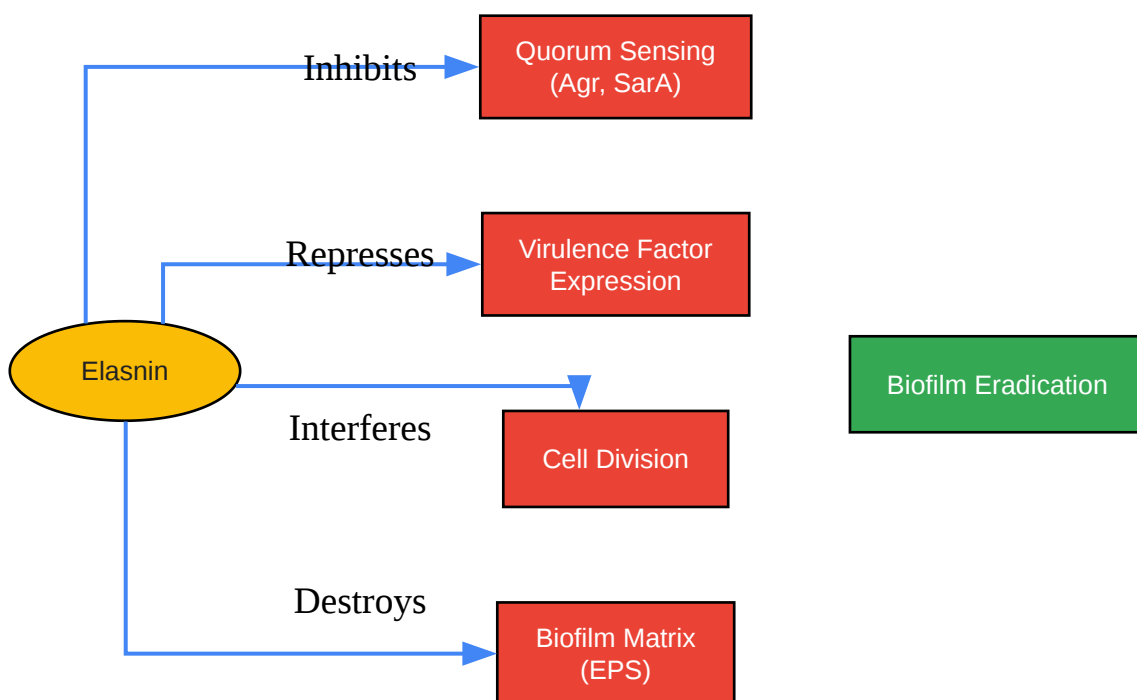 Inhibits
Quorum Sensing
(Agr, SarA)
Represses
Virulence Factor
Expression
Elasnin
Biofilm Eradication
Interferes
Cell Division
Destroys
Biofilm Matrix
(EPS)